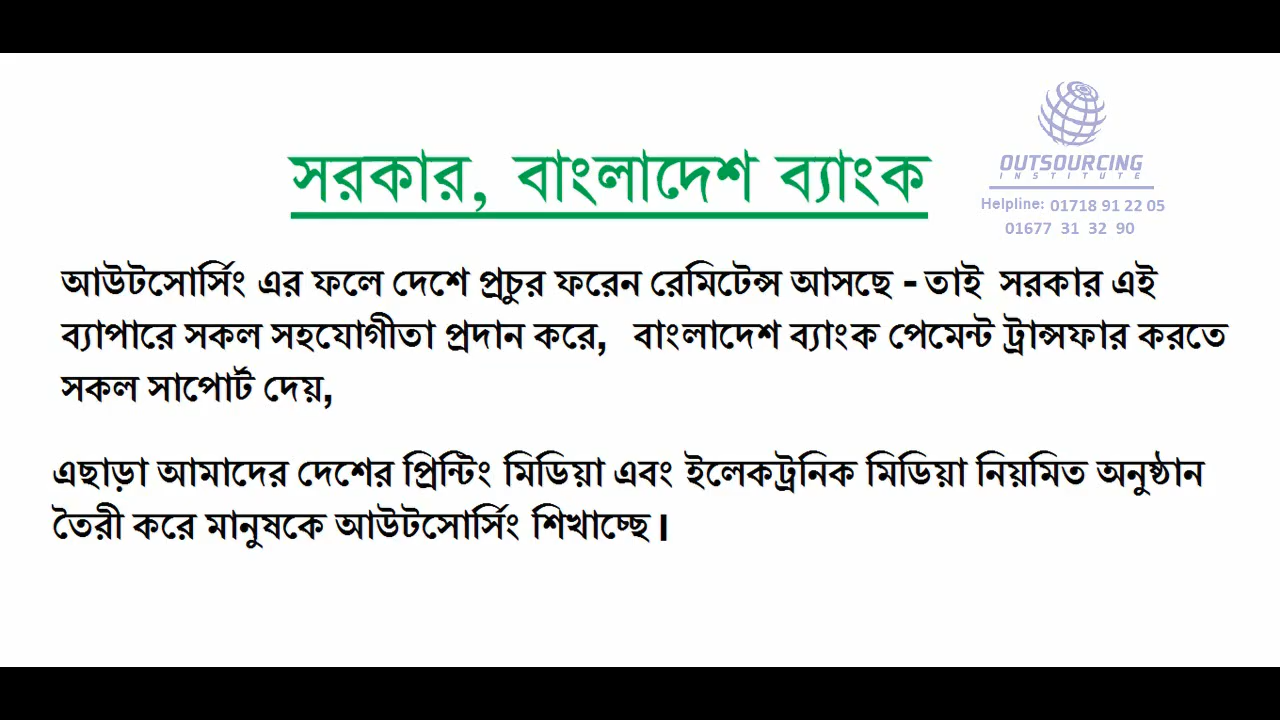 OUTSOURCING
INSTITUTE
Helpline: 01718 91 22 05
01677 31 32 90
সরকার, বাংলাদেশ ব্যাংক
আউটসোর্সিং এর ফলে দেশে প্রচুর ফরেন রেমিটেন্স আসছে - তাই সরকার এই
ব্যাপারে সকল সহযোগীতা প্রদান করে, বাংলাদেশ ব্যাংক পেমেন্ট ট্রান্সফার করতে
সকল সাপোর্ট দেয়,
এছাড়া আমাদের দেশের প্রিন্টিং মিডিয়া এবং ইলেকট্রনিক মিডিয়া নিয়মিত অনুষ্ঠান
তৈরী করে মানুষকে আউটসোর্সিং শিখাচ্ছে।